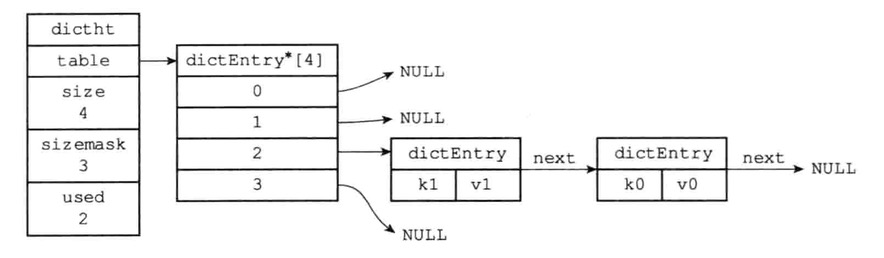 dictht
table
size
4
sizemask
3
used
2
dictEntry*[4]
0
1
2
3
NULL
NULL
dictEntry
k1 v1
next
dictEntry
k0 v0
next
NULL
NULL